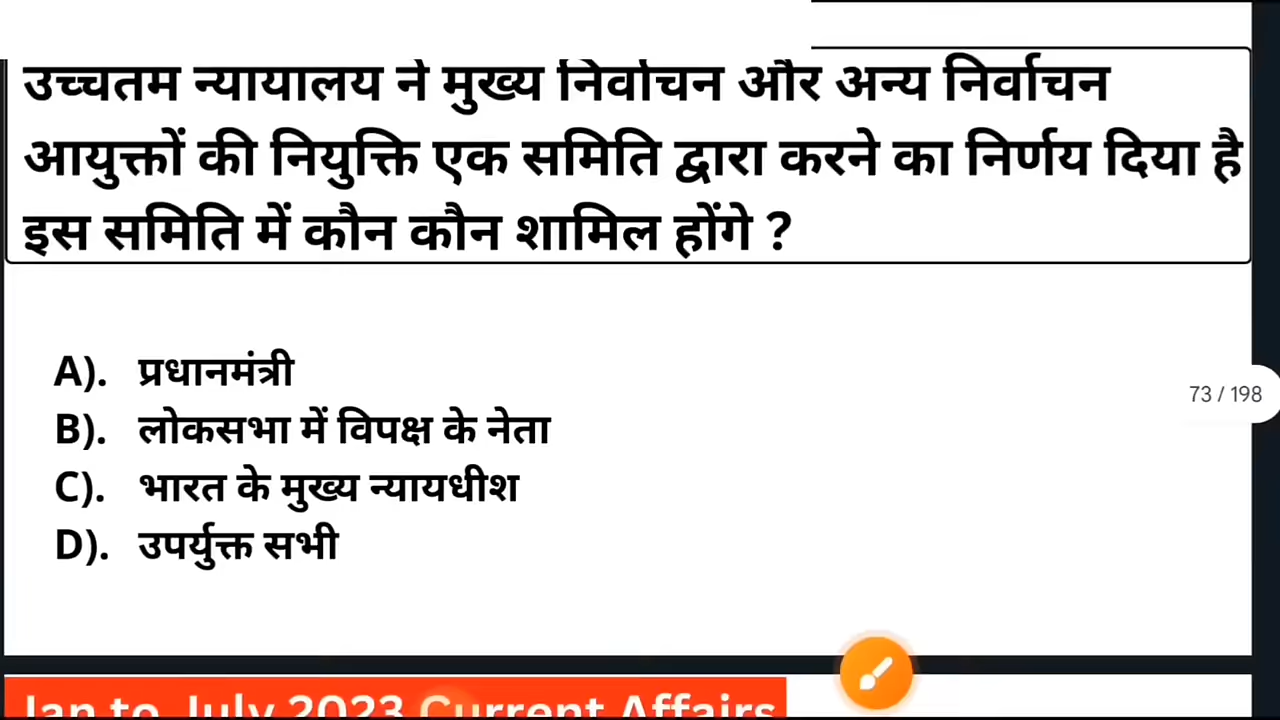 उच्चतम न्यायालय ने मुख्य निर्वाचन और अन्य निर्वाचन
आयुक्तों की नियुक्ति एक समिति द्वारा करने का निर्णय दिया है
इस समिति में कौन कौन शामिल होंगे ?
A). प्रधानमंत्री
B). लोकसभा में विपक्ष के नेता
73 / 198
C). भारत के मुख्य न्यायधीश
D). उपर्युक्त सभी
Jan to July 2023 Current Affairs